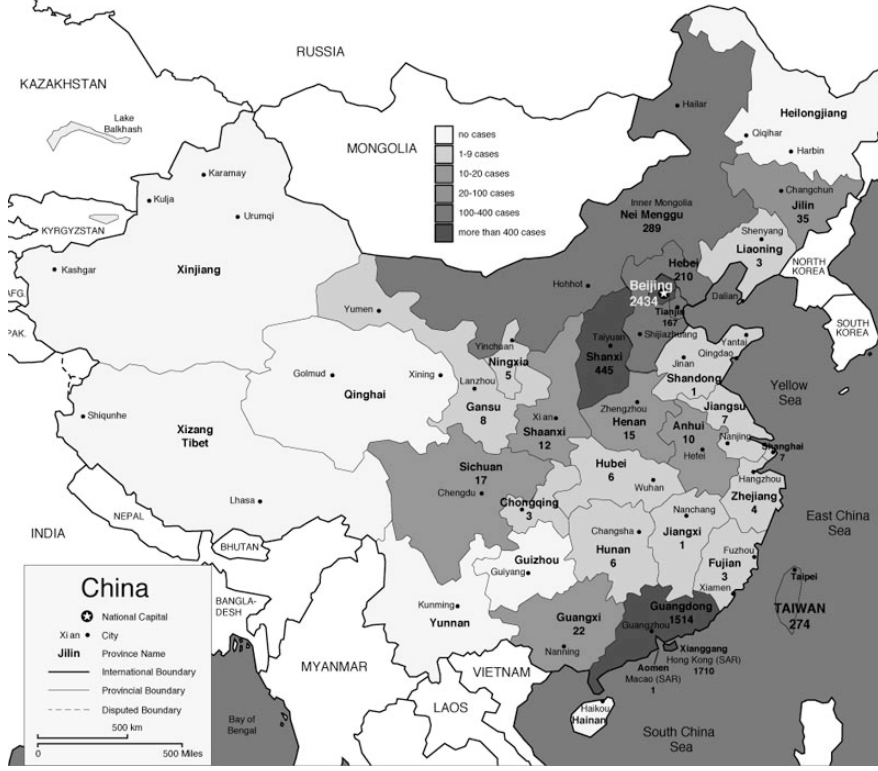 RUSSIA
KAZAKHSTAN
Lake
Balkhash
MONGOLIA
no cases
1-9 cases
10-20 cases
20-100 cases
100-400 cases
more than 400 cases
Hailar
Heilongjiang
Qiqihar
Harbin
Karamay
Kulja
Urumqi
KYRGYZSTAN
Kashgar
Xinjiang
AFG.
PAK.
Changchun
Jilin
35
Inner Mongolia
Nei Menggu
289
Shenyang
Liaoning
3
NORTH
KOREA
SOUTH
KOREA
Hebei
210
Beijing
2434
Tianjin
167
Dalian
Hohhot
Shijiazhuang
Taiyuan
Shanxi
445
Yumen
Yinchuan
Ningxia
5
Golmud
Xining
Qinghai
Lanzhou
Gansu
8
Yantai
Qingdao
Jinan
Shandong
1
Yellow
Sea
Shiqunhe
Xizang
Tibet
Lhasa
Xi an
Shaanxi
12
Zhengzhou
Henan
15
Anhui
10
Hefei
Jiangsu
7
Nanjing
Shanghai
7
Hangzhou
Zhejiang
4
Sichuan
17
Chengdu
Chongqing
3
Hubei
6
Wuhan
INDIA
NEPAL
BHUTAN
BANGLA-
DESH
Guizhou
Guiyang
Changsha
Hunan
6
Nanchang
Jiangxi
1
Fuzhou
Fujian
3
Xiamen
East China
Sea
Taipei
TAIWAN
274
Kunming
Yunnan
Guangxi
22
Nanning
Guangdong
1514
Guangzhou
Xianggang
Hong Kong (SAR)
1710
Aomen
Macao (SAR)
1
MYANMAR
VIETNAM
LAOS
Haikou
Hainan
South China
Sea
Bay of
Bengal
China
National Capital
Xi an City
Jilin Province Name
International Boundary
Provincial Boundary
Disputed Boundary
500 km
0 500 Miles